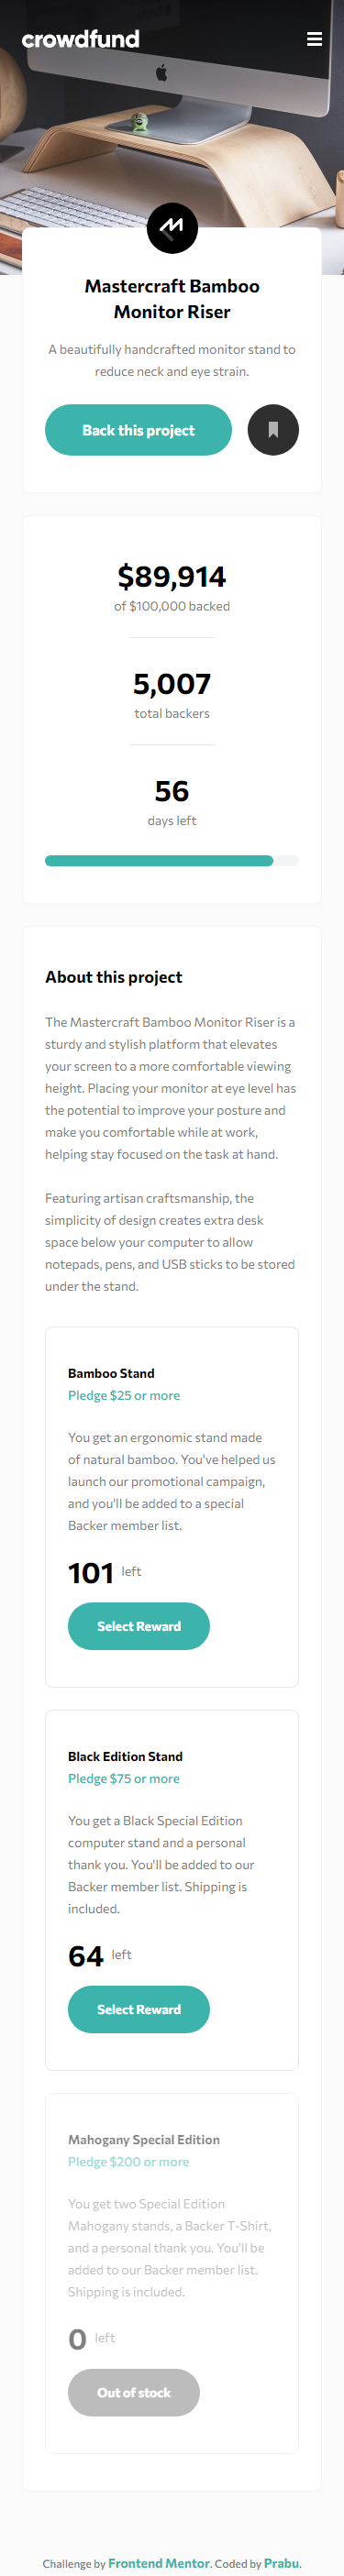 crowdfund
Mastercraft Bamboo
Monitor Riser
A beautifully handcrafted monitor stand to
reduce neck and eye strain.
Back this project
$89,914
of $100,000 backed
5,007
total backers
56
days left
About this project
The Mastercraft Bamboo Monitor Riser is a
sturdy and stylish platform that elevates
your screen to a more comfortable viewing
height. Placing your monitor at eye level has
the potential to improve your posture and
make you comfortable while at work,
helping stay focused on the task at hand.
Featuring artisan craftsmanship, the
simplicity of design creates extra desk
space below your computer to allow
notepads, pens, and USB sticks to be stored
under the stand.
Bamboo Stand
Pledge $25 or more
You get an ergonomic stand made
of natural bamboo. You've helped us
launch our promotional campaign,
and you'll be added to a special
Backer member list.
101 left
Select Reward
Black Edition Stand
Pledge $75 or more
You get a Black Special Edition
computer stand and a personal
thank you. You'll be added to our
Backer member list. Shipping is
included.
64 left
Select Reward
Mahogany Special Edition
Pledge $200 or more
You get two Special Edition
Mahogany stands, a Backer T-Shirt,
and a personal thank you. You'll be
added to our Backer member list.
Shipping is included.
0 left
Out of stock
Challenge by Frontend Mentor. Coded by Prabu.